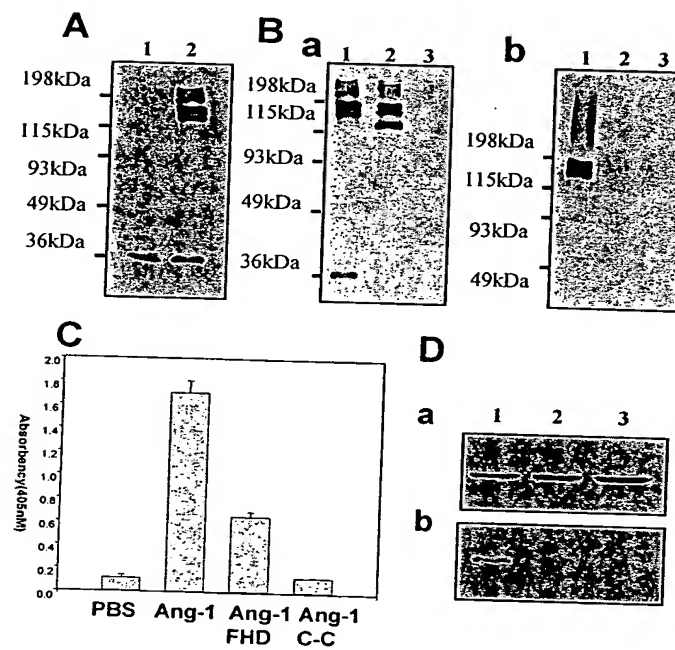 A
1 2
198kDa
115kDa
93kDa
49kDa
36kDa
B
a
1 2 3
198kDa
115kDa
93kDa
49kDa
36kDa
b
1 2 3
198kDa
115kDa
93kDa
49kDa
C
Absorbency(405nM)
2.0
1.8
1.6
1.4
1.2
1.0
0.8
0.6
0.4
0.2
0.0
PBS Ang-1 Ang-1 Ang-1
FHD C-C
D
a
1 2 3
b